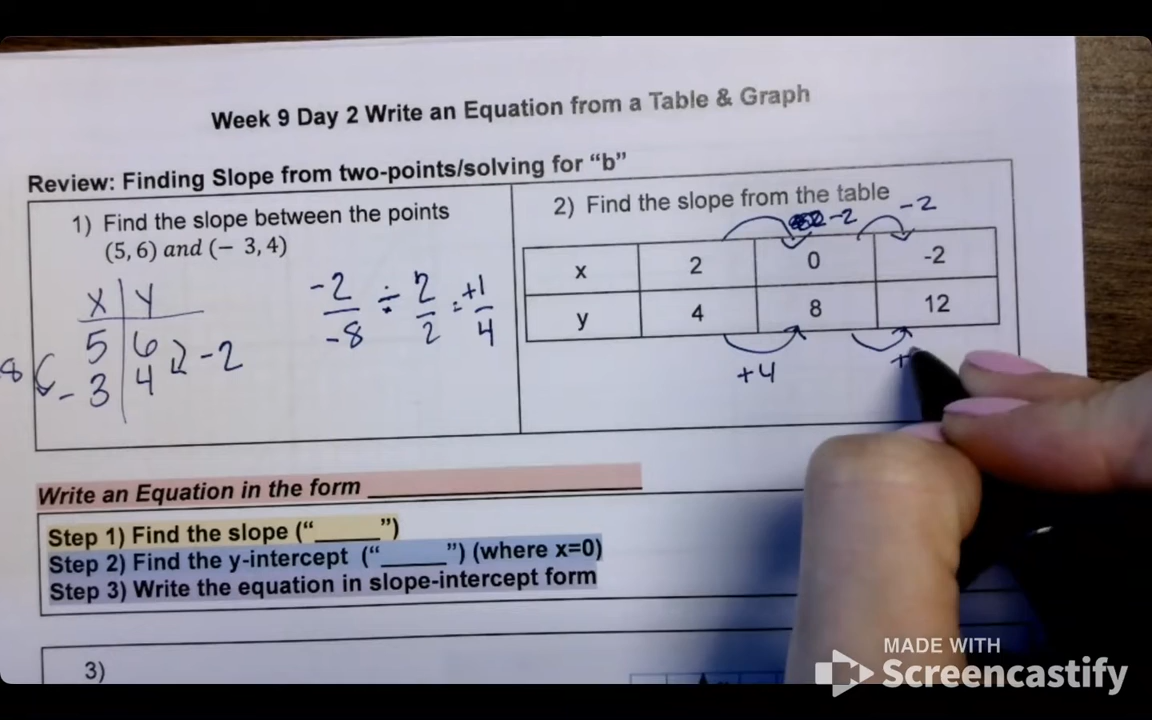 Week 9 Day 2 Write an Equation from a Table & Graph
Review: Finding Slope from two-points/solving for “b”
1) Find the slope between the points
(5, 6) and (− 3, 4)
X Y
5 6
-3 4
-8
-2
-2/-8 ÷ 2/2 = +1/4
2) Find the slope from the table
-2 -2
x 2 0 -2
y 4 8 12
+4 +
Write an Equation in the form ____________________
Step 1) Find the slope (“_____”)
Step 2) Find the y-intercept (“_____”) (where x=0)
Step 3) Write the equation in slope-intercept form
3)
MADE WITH
Screencastify